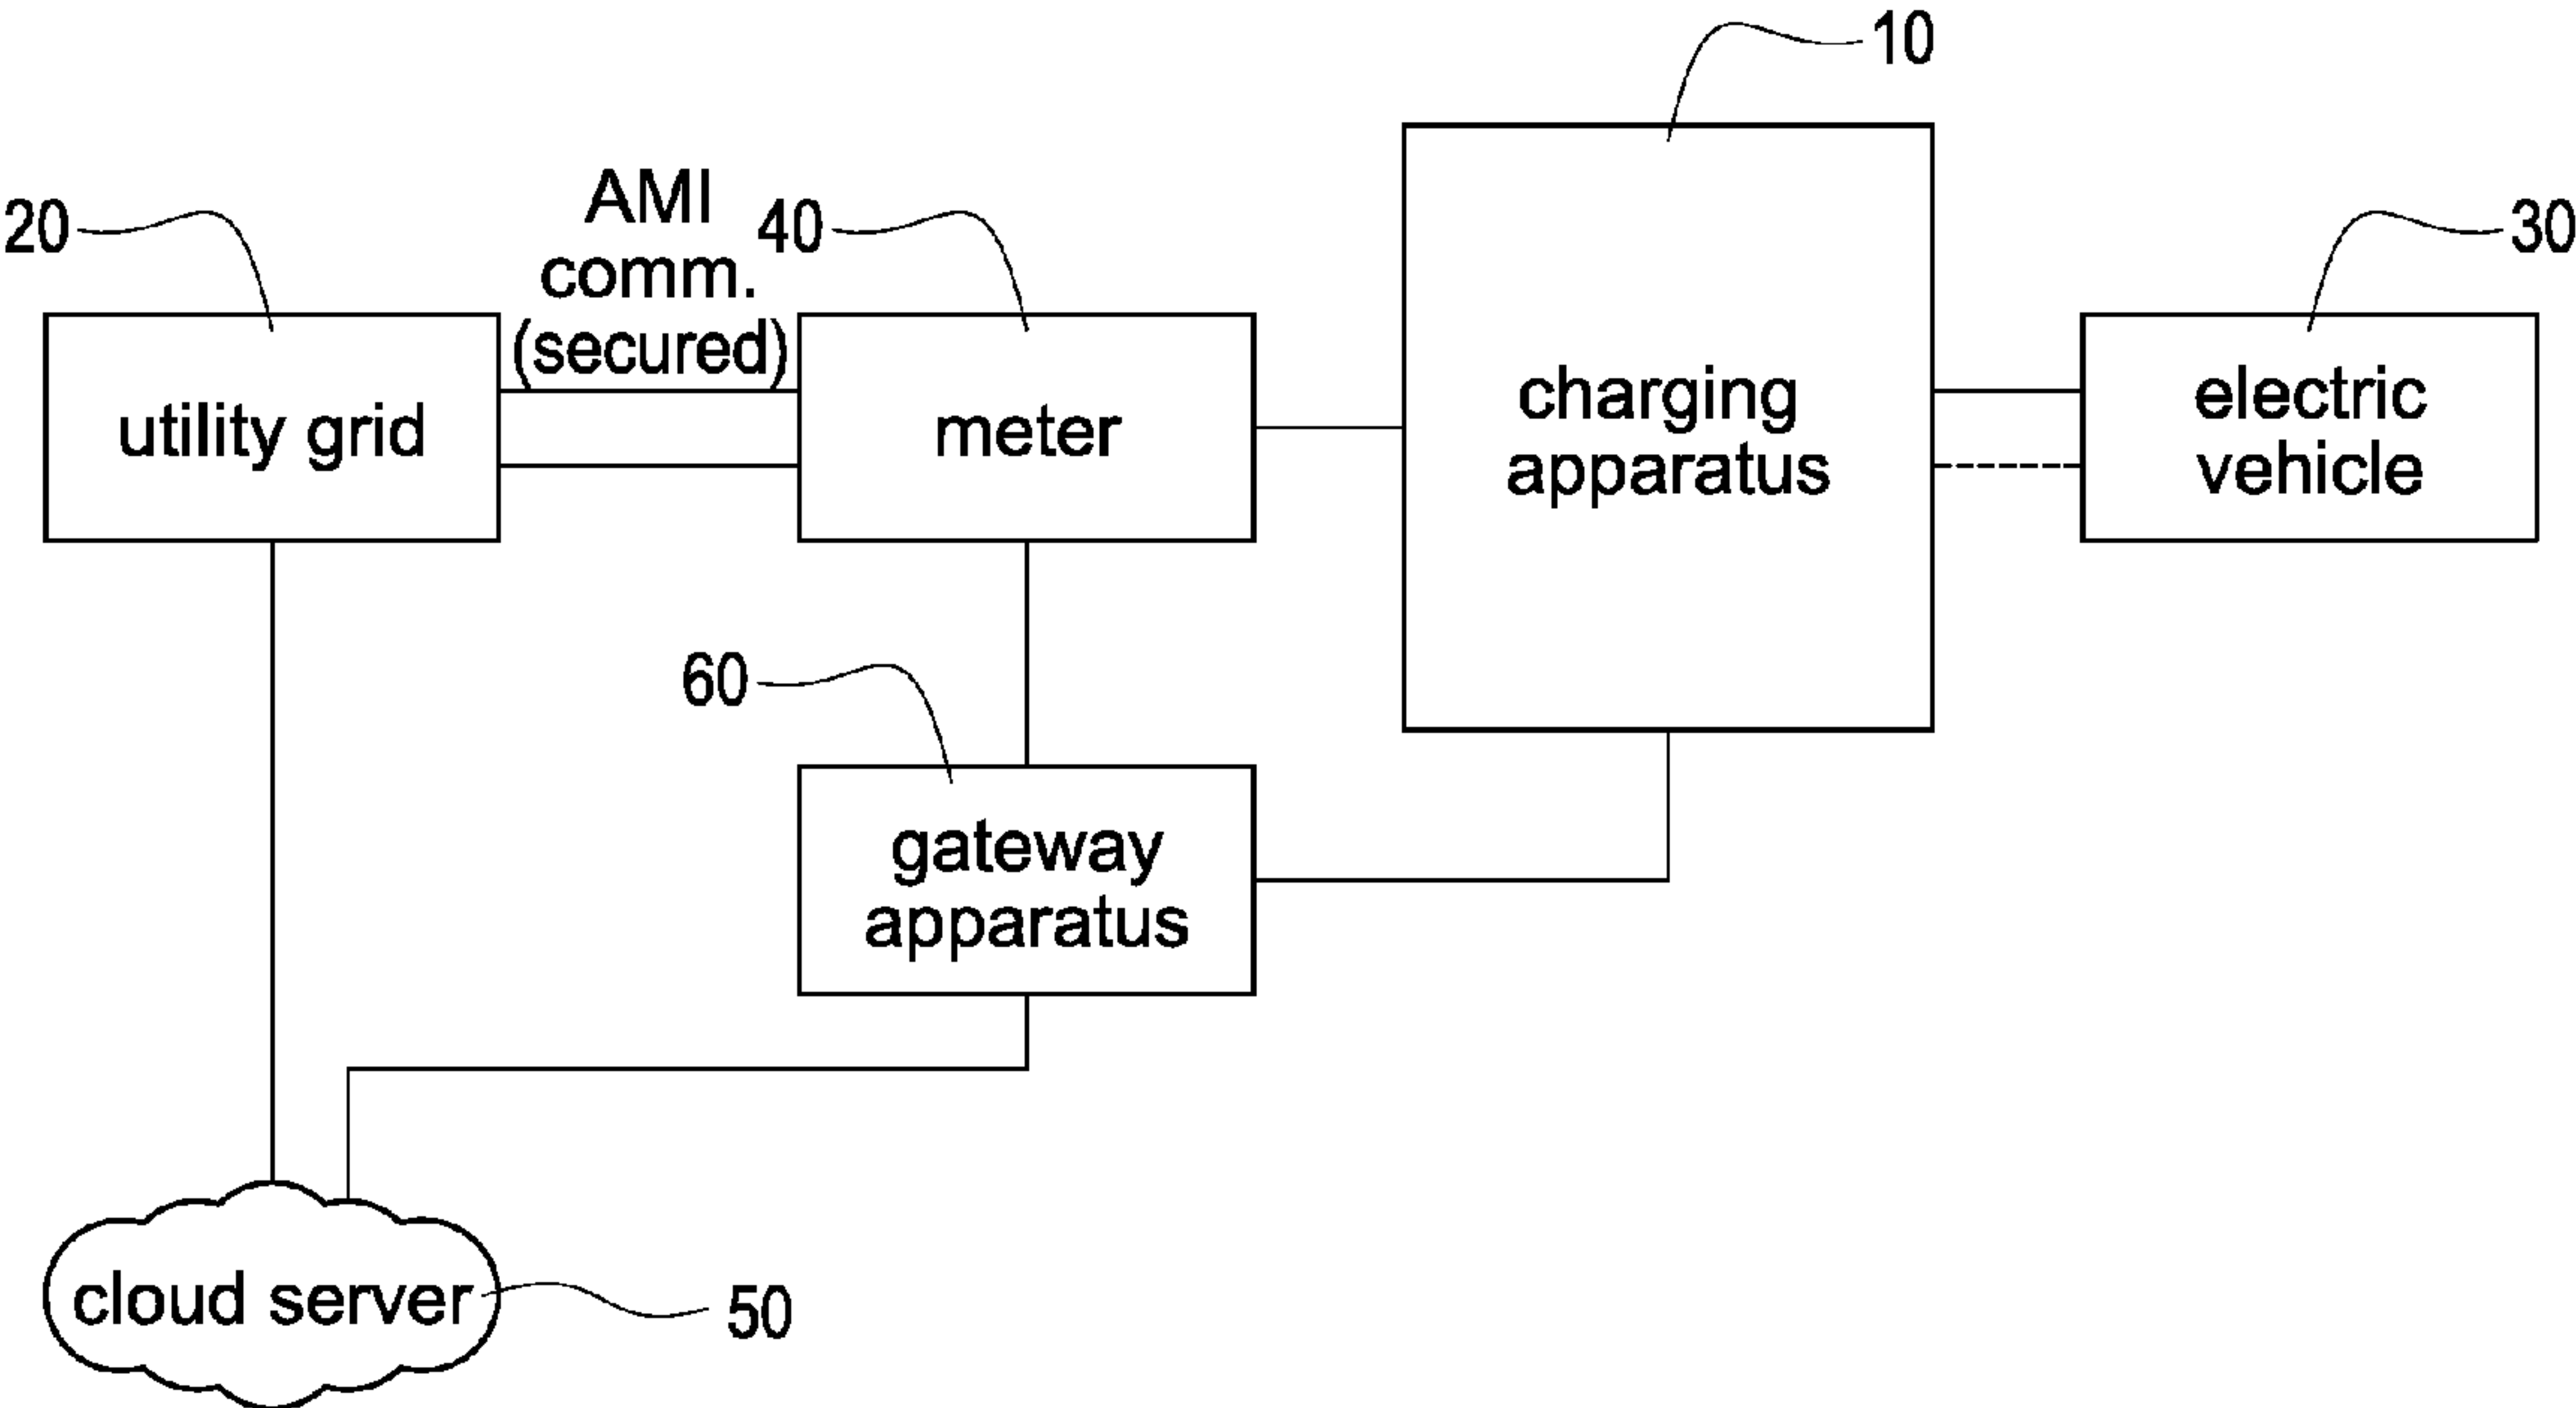 10
20
AMI
comm.
(secured)
40
30
utility grid
meter
charging
apparatus
electric
vehicle
60
gateway
apparatus
cloud server
50